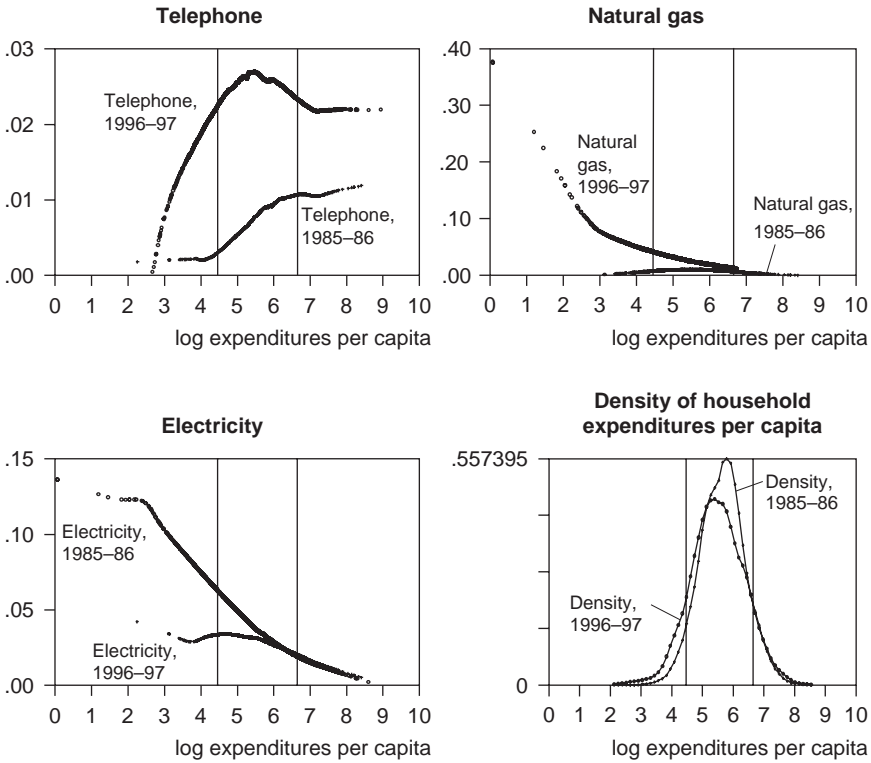 Telephone
.03
.02
.01
.00
Telephone,
1996–97
Telephone,
1985–86
0 1 2 3 4 5 6 7 8 9 10
log expenditures per capita
Natural gas
.40
.30
.20
.10
.00
Natural
gas,
1996–97
Natural gas,
1985–86
0 1 2 3 4 5 6 7 8 9 10
log expenditures per capita
Electricity
.15
.10
.05
.00
Electricity,
1985–86
Electricity,
1996–97
0 1 2 3 4 5 6 7 8 9 10
log expenditures per capita
Density of household
expenditures per capita
.557395
0
Density,
1985–86
Density,
1996–97
0 1 2 3 4 5 6 7 8 9 10
log expenditures per capita